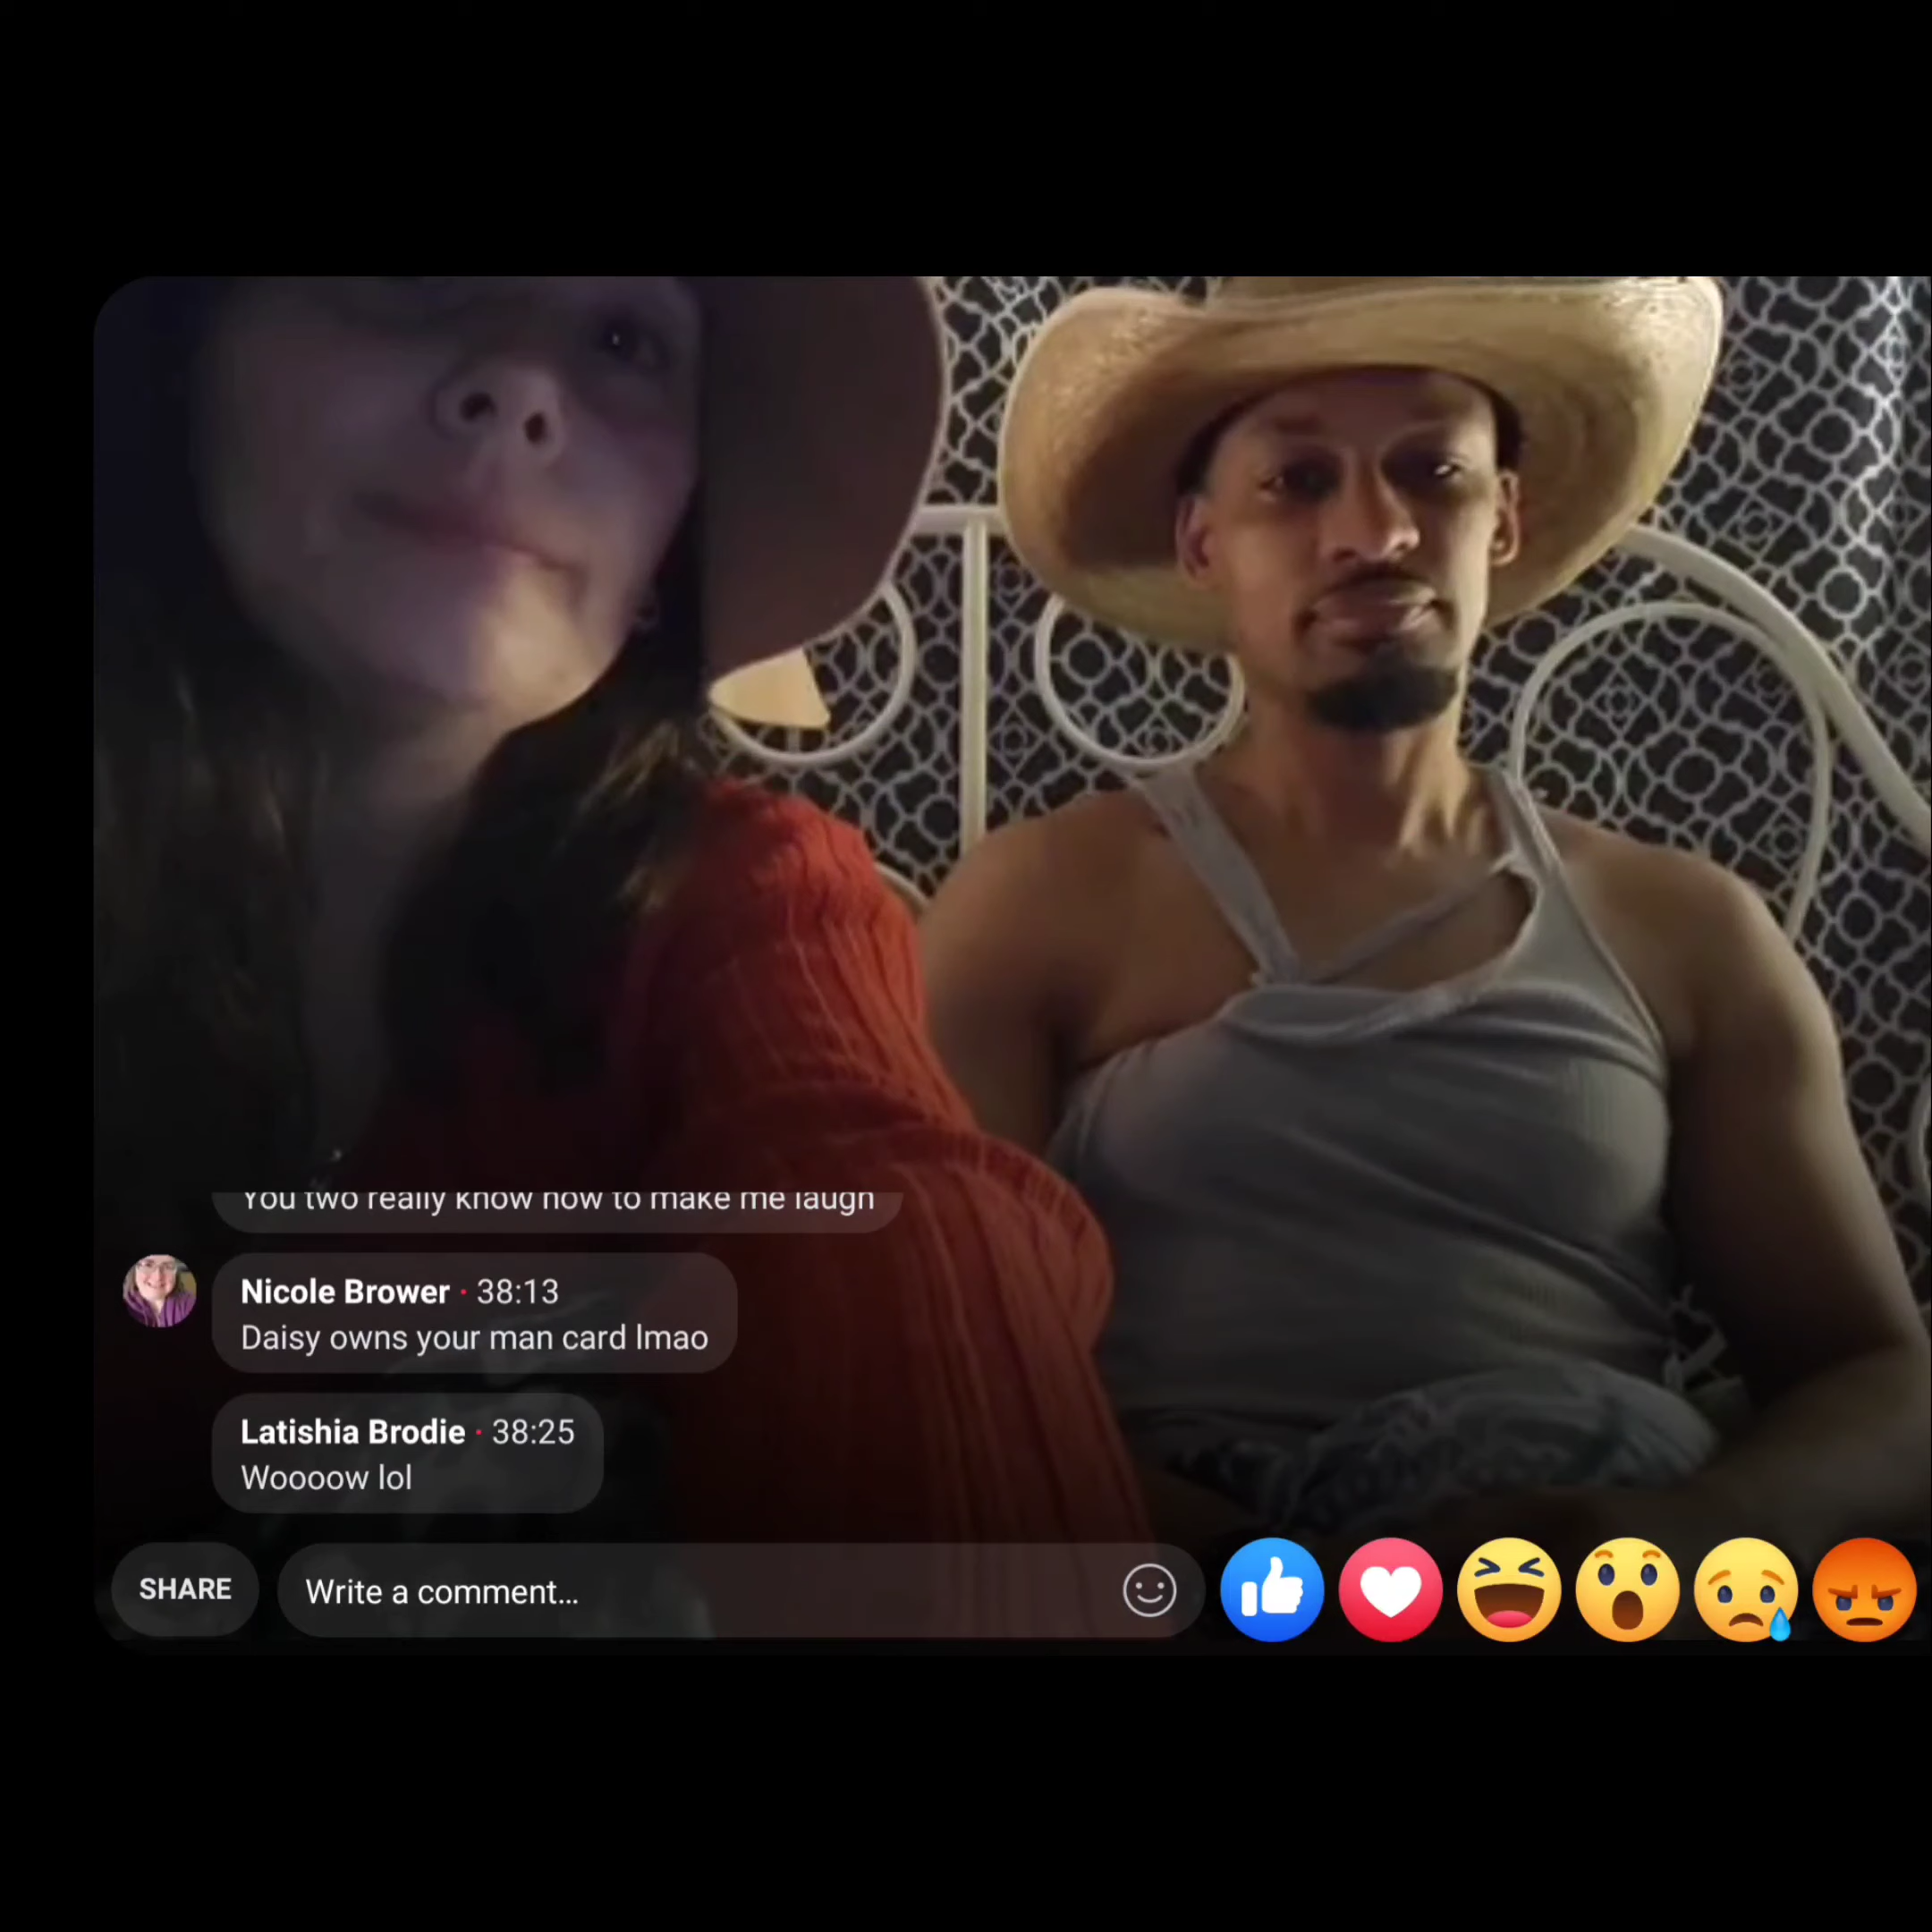 You two really know how to make me laugh
Nicole Brower · 38:13
Daisy owns your man card lmao
Latishia Brodie · 38:25
Woooow lol
SHARE
Write a comment...